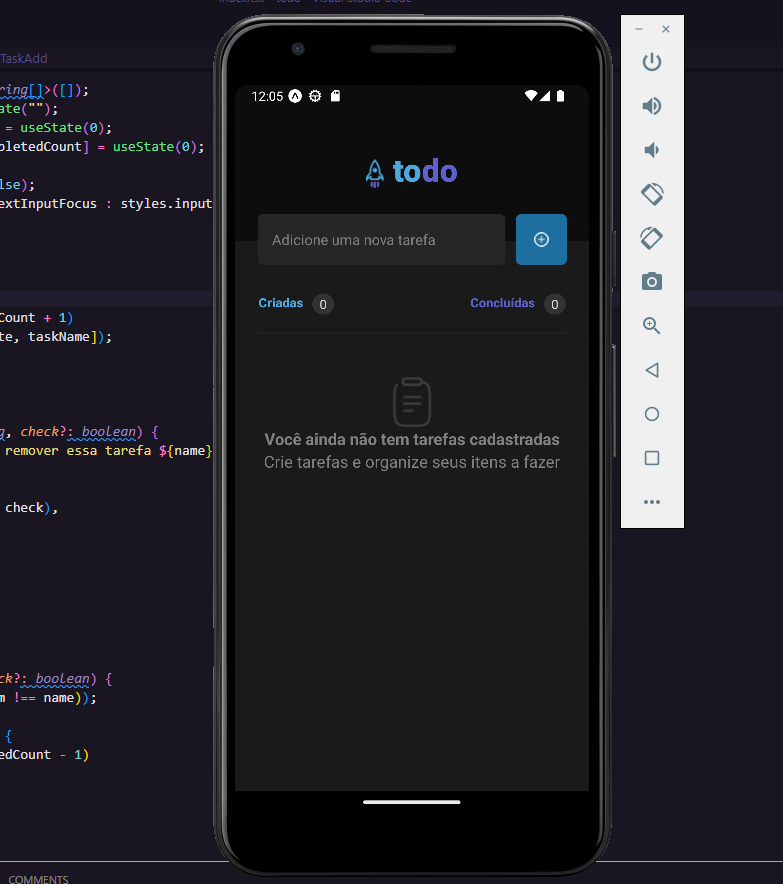 TaskAdd
ring[]>([]);
ate("");
= useState(0);
pletedCount] = useState(0);
lse);
extInputFocus : styles.input
Count + 1)
te, taskName]);
g, check?: boolean) {
remover essa tarefa ${name}
check),
ck?: boolean) {
m !== name));
{
edCount - 1)
COMMENTS
12:05
todo
Adicione uma nova tarefa
Criadas 0
Concluídas 0
Você ainda não tem tarefas cadastradas
Crie tarefas e organize seus itens a fazer